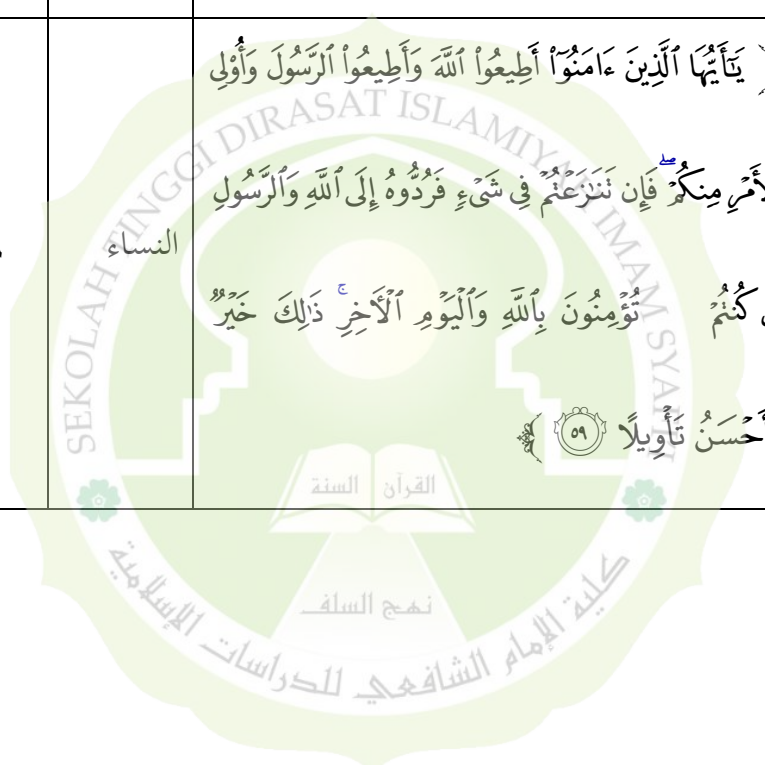 يَٰٓأَيُّهَا ٱلَّذِينَ ءَامَنُوٓاْ أَطِيعُواْ ٱللَّهَ وَأَطِيعُواْ ٱلرَّسُولَ وَأُوْلِى
ٱلۡأَمۡرِ مِنكُمۡۖ فَإِن تَنَٰزَعۡتُمۡ فِى شَىۡءٍ فَرُدُّوهُ إِلَى ٱللَّهِ وَٱلرَّسُولِ
كُنتُمۡ تُؤۡمِنُونَ بِٱللَّهِ وَٱلۡيَوۡمِ ٱلۡأٓخِرِۚ ذَٰلِكَ خَيۡرٞ
أَحۡسَنُ تَأۡوِيلًا ٥٩
النساء
SEKOLAH TINGGI DIRASAT ISLAMIYAH IMAM SYAFI'I
القرآن السنة
نهج السلف
كلية الإمام الشافعي للدراسات الإسلامية